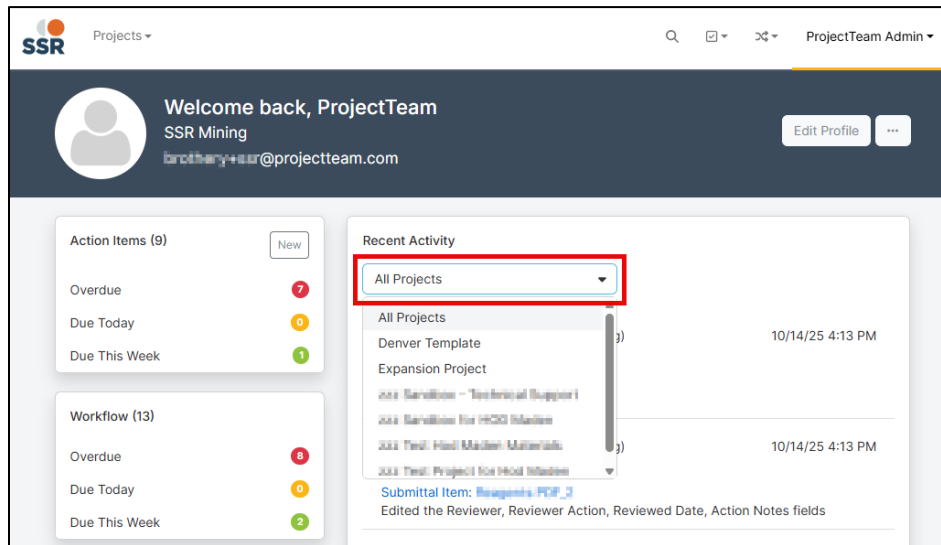 SSR
Projects
ProjectTeam Admin
Welcome back, ProjectTeam
SSR Mining
@projectteam.com
Edit Profile
...
Action Items (9)
New
Overdue 7
Due Today 0
Due This Week 1
Workflow (13)
Overdue 8
Due Today 0
Due This Week 2
Recent Activity
All Projects
All Projects
Denver Template
Expansion Project
g) 10/14/25 4:13 PM
g) 10/14/25 4:13 PM
Submittal Item:
Edited the Reviewer, Reviewer Action, Reviewed Date, Action Notes fields